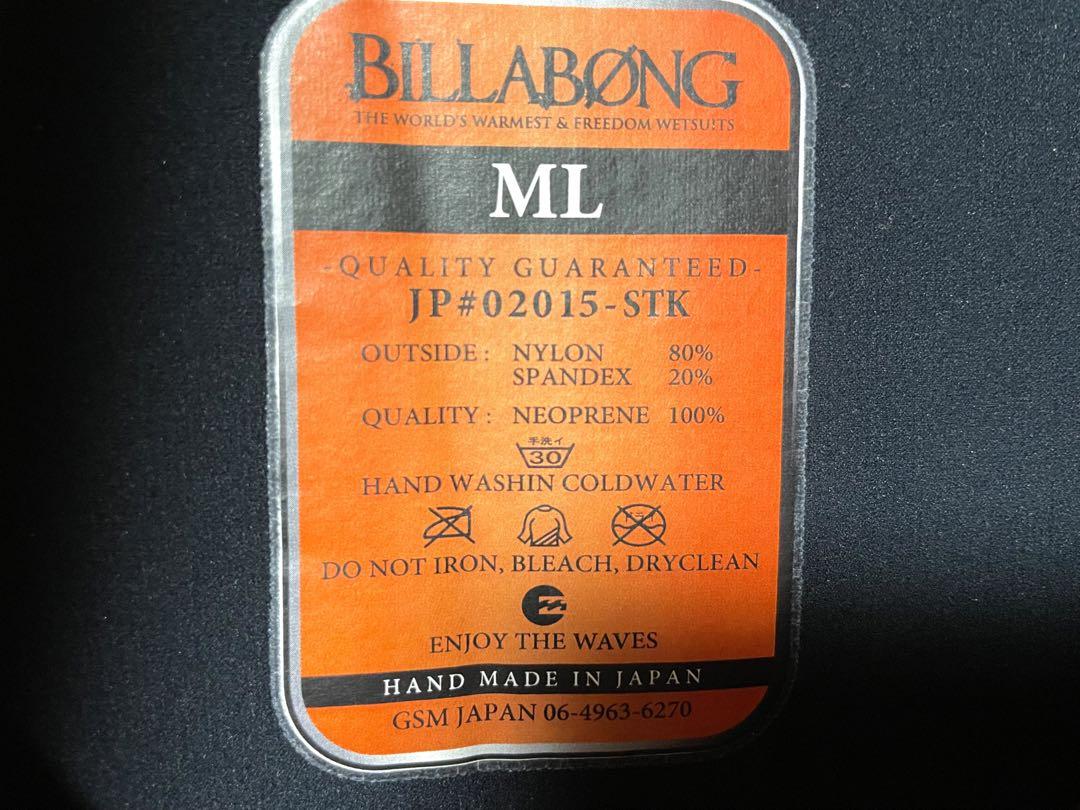 BILLABØNG
THE WORLD'S WARMEST & FREEDOM WETSUITS
ML
-QUALITY GUARANTEED-
JP#02015-STK
OUTSIDE : NYLON 80%
SPANDEX 20%
QUALITY : NEOPRENE 100%
手洗イ
30
HAND WASHIN COLDWATER
DO NOT IRON, BLEACH, DRYCLEAN
ENJOY THE WAVES
HAND MADE IN JAPAN
GSM JAPAN 06-4963-6270